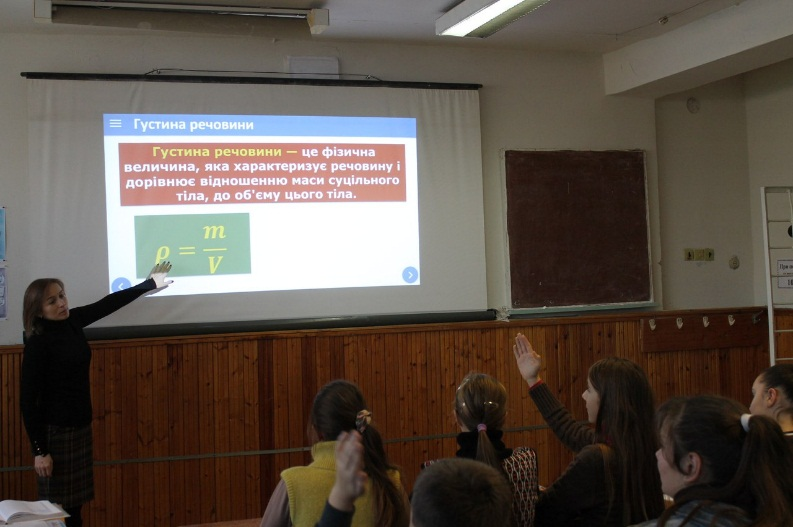 Густина речовини
Густина речовини — це фізична
величина, яка характеризує речовину і
дорівнює відношенню маси суцільного
тіла, до об'єму цього тіла.
ρ = m/V